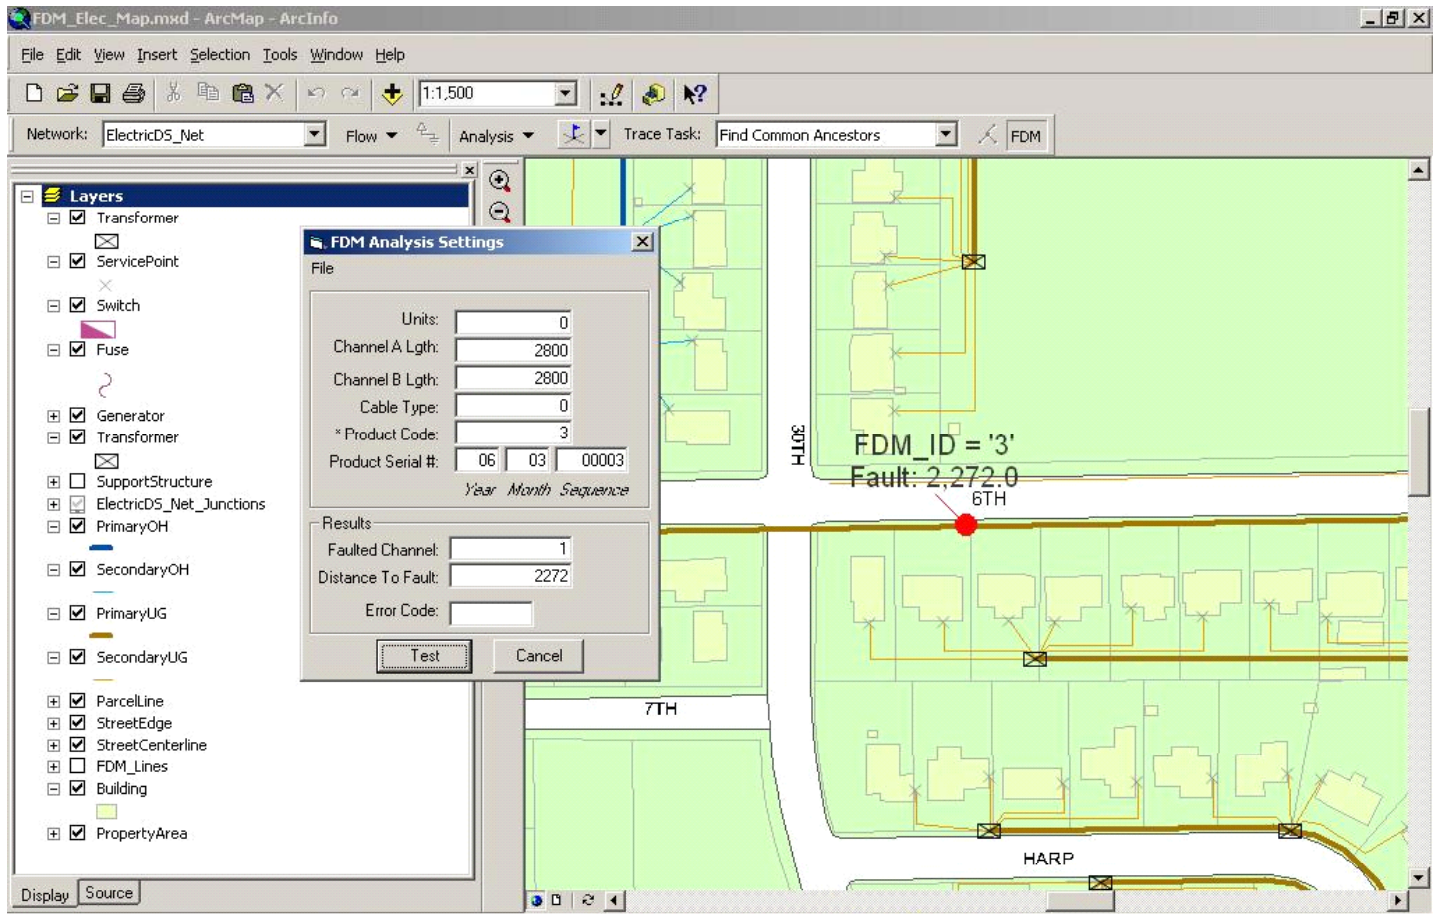 FDM_Elec_Map.mxd - ArcMap - ArcInfo
File Edit View Insert Selection Tools Window Help
1:1,500
Network: ElectricDS_Net Flow Analysis Trace Task: Find Common Ancestors FDM
Layers
Transformer
ServicePoint
Switch
Fuse
Generator
Transformer
SupportStructure
ElectricDS_Net_Junctions
PrimaryOH
SecondaryOH
PrimaryUG
SecondaryUG
ParcelLine
StreetEdge
StreetCenterline
FDM_Lines
Building
PropertyArea
Display Source
FDM Analysis Settings
File
Units: 0
Channel A Lgth: 2800
Channel B Lgth: 2800
Cable Type: 0
* Product Code: 3
Product Serial #: 06 03 00003
Year Month Sequence
Results
Faulted Channel: 1
Distance To Fault: 2272
Error Code:
Test Cancel
30TH
FDM_ID = '3'
Fault: 2,272.0
6TH
7TH
HARP